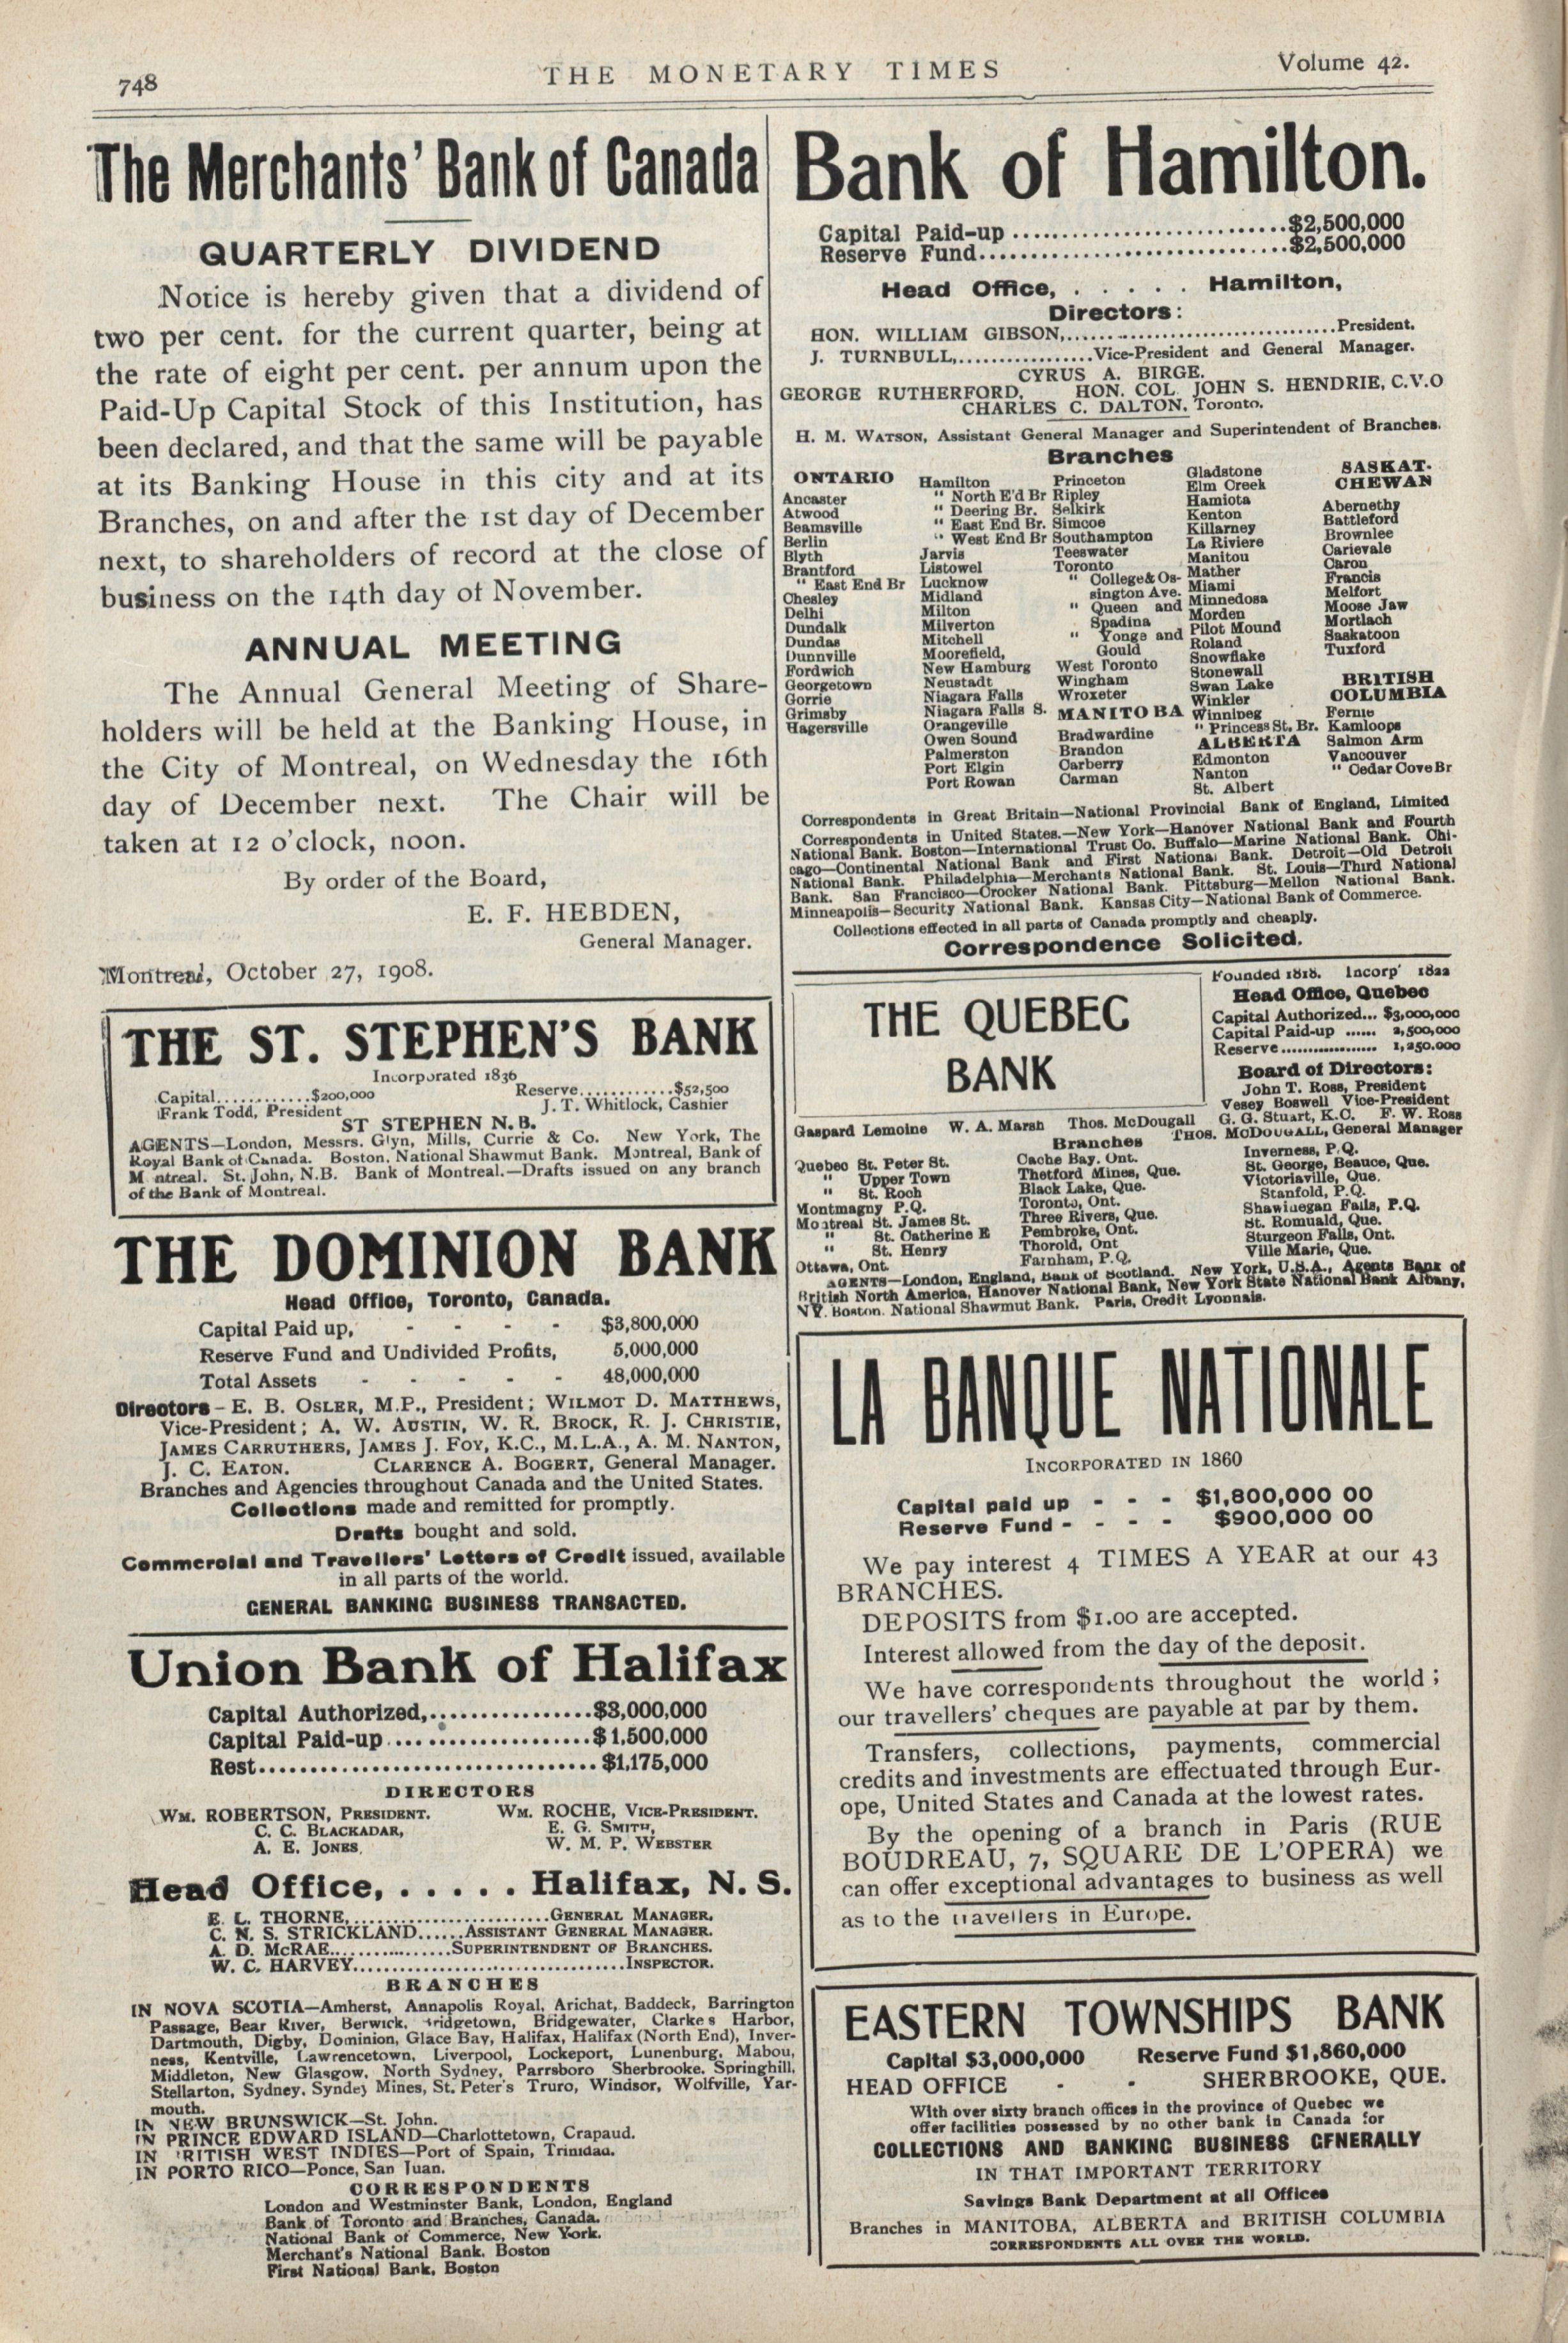 748
THE MONETARY TIMES
Volume 42.
The Merchants' Bank of Canada
QUARTERLY DIVIDEND
Notice is hereby given that a dividend of
two per cent. for the current quarter, being at
the rate of eight per cent. per annum upon the
Paid-Up Capital Stock of this Institution, has
been declared, and that the same will be payable
at its Banking House in this city and at its
Branches, on and after the 1st day of December
next, to shareholders of record at the close of
business on the 14th day of November.
ANNUAL MEETING
The Annual General Meeting of Share-
holders will be held at the Banking House, in
the City of Montreal, on Wednesday the 16th
day of December next. The Chair will be
taken at 12 o'clock, noon.
By order of the Board,
E. F. HEBDEN,
General Manager.
Montreal, October 27, 1908.
THE ST. STEPHEN'S BANK
Incorporated 1836
Capital............$200,000 Reserve............$52,500
Frank Todd, President J. T. Whitlock, Cashier
ST STEPHEN N.B.
AGENTS—London, Messrs. Glyn, Mills, Currie & Co. New York, The
Royal Bank of Canada. Boston, National Shawmut Bank. Montreal, Bank of
M ntreal. St. John, N.B. Bank of Montreal.—Drafts issued on any branch
of the Bank of Montreal.
THE DOMINION BANK
Head Office, Toronto, Canada.
Capital Paid up, - - - - $3,800,000
Reserve Fund and Undivided Profits, 5,000,000
Total Assets - - - - - 48,000,000
Directors – E. B. OSLER, M.P., President; WILMOT D. MATTHEWS,
Vice-President; A. W. AUSTIN, W. R. BROCK, R. J. CHRISTIE,
JAMES CARRUTHERS, JAMES J. FOY, K.C., M.L.A., A. M. NANTON,
J. C. EATON. CLARENCE A. BOGERT, General Manager.
Branches and Agencies throughout Canada and the United States.
Collections made and remitted for promptly.
Drafts bought and sold.
Commercial and Travellers' Letters of Credit issued, available
in all parts of the world.
GENERAL BANKING BUSINESS TRANSACTED.
Union Bank of Halifax
Capital Authorized,................$3,000,000
Capital Paid-up.....................$1,500,000
Rest..................................$1,175,000
DIRECTORS
WM. ROBERTSON, PRESIDENT. WM. ROCHE, VICE-PRESIDENT.
C. C. BLACKADAR, E. G. SMITH,
A. E. JONES, W. M. P. WEBSTER
Head Office, . . . . . Halifax, N. S.
E. L. THORNE,..........................GENERAL MANAGER.
C. N. S. STRICKLAND......ASSISTANT GENERAL MANAGER.
A. D. McRAE................SUPERINTENDENT OF BRANCHES.
W. C. HARVEY....................................INSPECTOR.
BRANCHES
IN NOVA SCOTIA—Amherst, Annapolis Royal, Arichat, Baddeck, Barrington
Passage, Bear River, Berwick, ridgetown, Bridgewater, Clarke s Harbor,
Dartmouth, Digby, Dominion, Glace Bay, Halifax, Halifax (North End), Inver-
ness, Kentville, Lawrencetown, Liverpool, Lockeport, Lunenburg, Mabou,
Middleton, New Glasgow, North Sydney, Parrsboro Sherbrooke, Springhill,
Stellarton, Sydney, Syndey Mines, St. Peter's Truro, Windsor, Wolfville, Yar-
mouth.
IN NEW BRUNSWICK—St. John.
IN PRINCE EDWARD ISLAND—Charlottetown, Crapaud.
IN RITISH WEST INDIES—Port of Spain, Trinidad.
IN PORTO RICO—Ponce, San Juan.
CORRESPONDENTS
London and Westminster Bank, London, England
Bank of Toronto and Branches, Canada.
National Bank of Commerce, New York.
Merchant's National Bank, Boston
First National Bank, Boston
Bank of Hamilton.
Capital Paid-up............................$2,500,000
Reserve Fund...............................$2,500,000
Head Office, . . . . . Hamilton,
Directors:
HON. WILLIAM GIBSON,....................................President.
J. TURNBULL,..................Vice-President and General Manager.
CYRUS A. BIRGE.
GEORGE RUTHERFORD, HON. COL. JOHN S. HENDRIE, C.V.O
CHARLES C. DALTON, Toronto.
H. M. WATSON, Assistant General Manager and Superintendent of Branches.
Branches
ONTARIO
Ancaster
Atwood
Beamsville
Berlin
Blyth
Brantford
" East End Br
Chesley
Delhi
Dundalk
Dundas
Dunnville
Fordwich
Georgetown
Gorrie
Grimsby
Hagersville
Hamilton
" North E'd Br
" Deering Br.
" East End Br.
" West End Br
Jarvis
Listowel
Lucknow
Midland
Milton
Milverton
Mitchell
Moorefield,
New Hamburg
Neustadt
Niagara Falls
Niagara Falls S.
Orangeville
Owen Sound
Palmerston
Port Elgin
Port Rowan
Princeton
Ripley
Selkirk
Simcoe
Southampton
Teeswater
Toronto
" College & Os-
sington Ave.
" Queen and
Spadina
" Yonge and
Gould
West Toronto
Wingham
Wroxeter
MANITOBA
Bradwardine
Brandon
Carberry
Carman
Gladstone
Elm Creek
Hamiota
Kenton
Killarney
La Riviere
Manitou
Mather
Miami
Minnedosa
Morden
Pilot Mound
Roland
Snowflake
Stonewall
Swan Lake
Winkler
Winnipeg
" Princess St. Br.
ALBERTA
Edmonton
Nanton
St. Albert
SASKAT-
CHEWAN
Abernethy
Battleford
Brownlee
Carievale
Caron
Francis
Melfort
Moose Jaw
Mortlach
Saskatoon
Tuxford
BRITISH
COLUMBIA
Fernie
Kamloops
Salmon Arm
Vancouver
" Cedar Cove Br
Correspondents in Great Britain—National Provincial Bank of England, Limited
Correspondents in United States.—New York—Hanover National Bank and Fourth
National Bank. Boston—International Trust Co. Buffalo—Marine National Bank. Chi-
cago—Continental National Bank and First National Bank. Detroit—Old Detroit
National Bank. Philadelphia—Merchants National Bank. St. Louis—Third National
Bank. San Francisco—Crocker National Bank. Pittsburg—Mellon National Bank.
Minneapolis—Security National Bank. Kansas City—National Bank of Commerce.
Collections effected in all parts of Canada promptly and cheaply.
Correspondence Solicited.
THE QUEBEC
BANK
Founded 1818. Incorp' 1822
Head Office, Quebec
Capital Authorized... $3,000,000
Capital Paid-up ...... 2,500,000
Reserve.................. 1,250.000
Board of Directors:
John T. Ross, President
Vesey Boswell Vice-President
Gaspard Lemoine W. A. Marsh Thos. McDougall G. G. Stuart, K.C. F. W. Ross
THOS. McDOUGALL, General Manager
Branches
Quebec St. Peter St.
" Upper Town
" St. Roch
Montmagny P.Q.
Montreal St. James St.
" St. Catherine E
" St. Henry
Ottawa, Ont.
Cache Bay, Ont.
Thetford Mines, Que.
Black Lake, Que.
Toronto, Ont.
Three Rivers, Que.
Pembroke, Ont.
Thorold, Ont
Farnham, P.Q.
Inverness, P.Q.
St. George, Beauce, Que.
Victoriaville, Que.
Stanfold, P.Q.
Shawinegan Falls, P.Q.
St. Romuald, Que.
Sturgeon Falls, Ont.
Ville Marie, Que.
AGENTS—London, England, Bank of Scotland. New York, U.S.A., Agents Bank of
British North America, Hanover National Bank, New York State National Bank Albany,
N Y. Boston, National Shawmut Bank. Paris, Credit Lyonnais.
LA BANQUE NATIONALE
INCORPORATED IN 1860
Capital paid up - - - $1,800,000 00
Reserve Fund - - - - $900,000 00
We pay interest 4 TIMES A YEAR at our 43
BRANCHES.
DEPOSITS from $1.00 are accepted.
Interest allowed from the day of the deposit.
We have correspondents throughout the world;
our travellers' cheques are payable at par by them.
Transfers, collections, payments, commercial
credits and investments are effectuated through Eur-
ope, United States and Canada at the lowest rates.
By the opening of a branch in Paris (RUE
BOUDREAU, 7, SQUARE DE L'OPERA) we
can offer exceptional advantages to business as well
as to the travellers in Europe.
EASTERN TOWNSHIPS BANK
Capital $3,000,000 Reserve Fund $1,860,000
HEAD OFFICE - - SHERBROOKE, QUE.
With over sixty branch offices in the province of Quebec we
offer facilities possessed by no other bank in Canada for
COLLECTIONS AND BANKING BUSINESS GENERALLY
IN THAT IMPORTANT TERRITORY
Savings Bank Department at all Offices
Branches in MANITOBA, ALBERTA and BRITISH COLUMBIA
CORRESPONDENTS ALL OVER THE WORLD.